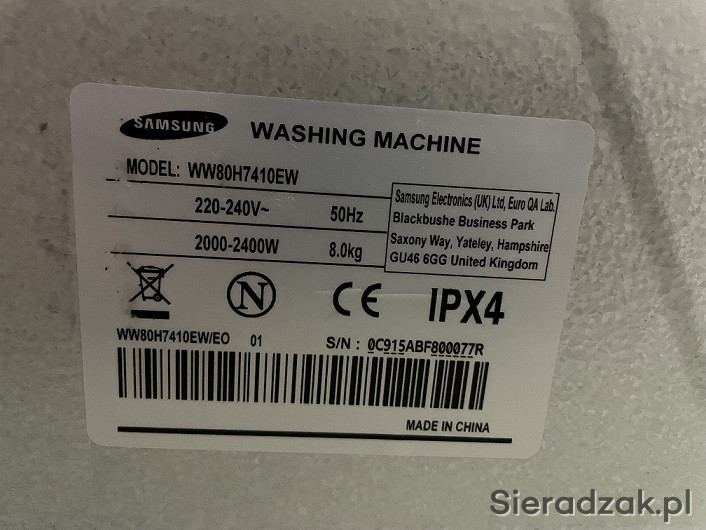 SAMSUNG WASHING MACHINE
MODEL: WW80H7410EW
220-240V~ 50Hz
2000-2400W 8.0kg
Samsung Electronics (UK) Ltd, Euro QA Lab.
Blackbushe Business Park
Saxony Way, Yateley, Hampshire
GU46 6GG United Kingdom
N CE IPX4
WW80H7410EW/EO 01 S/N : 0C915ABF800077R
MADE IN CHINA
Sieradzak.pl